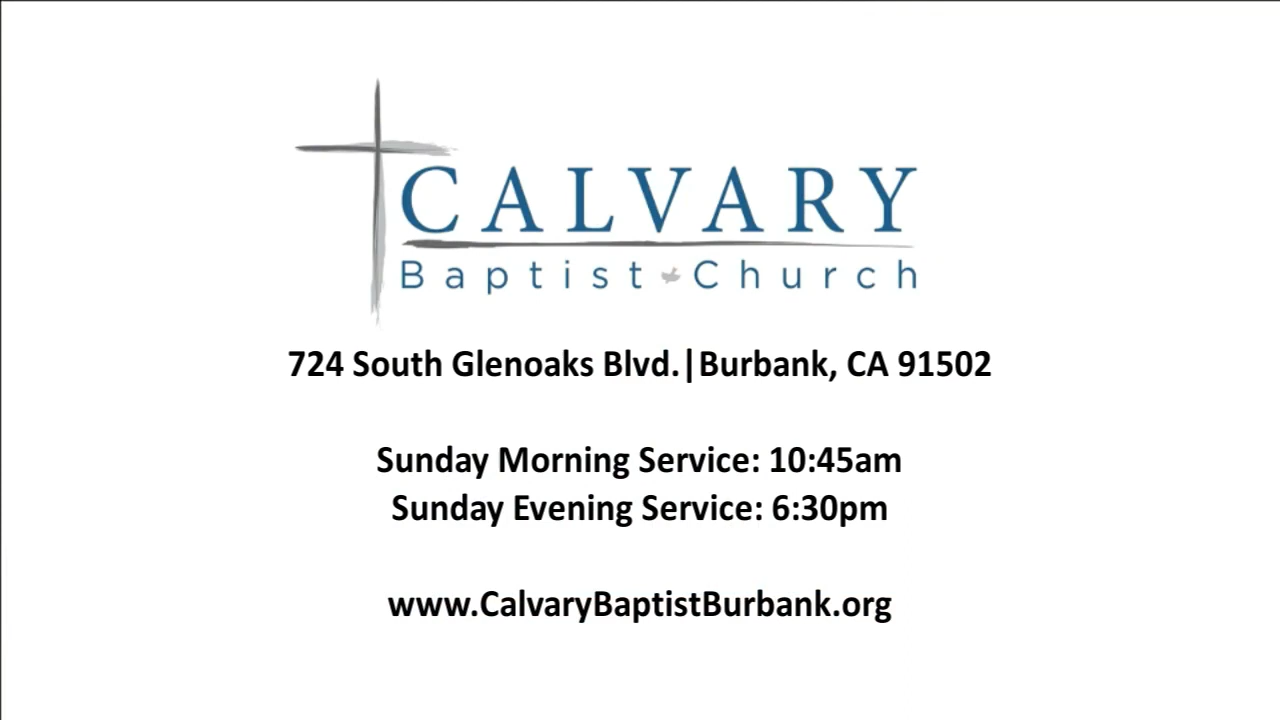 CALVARY
Baptist Church
724 South Glenoaks Blvd.|Burbank, CA 91502
Sunday Morning Service: 10:45am
Sunday Evening Service: 6:30pm
www.CalvaryBaptistBurbank.org